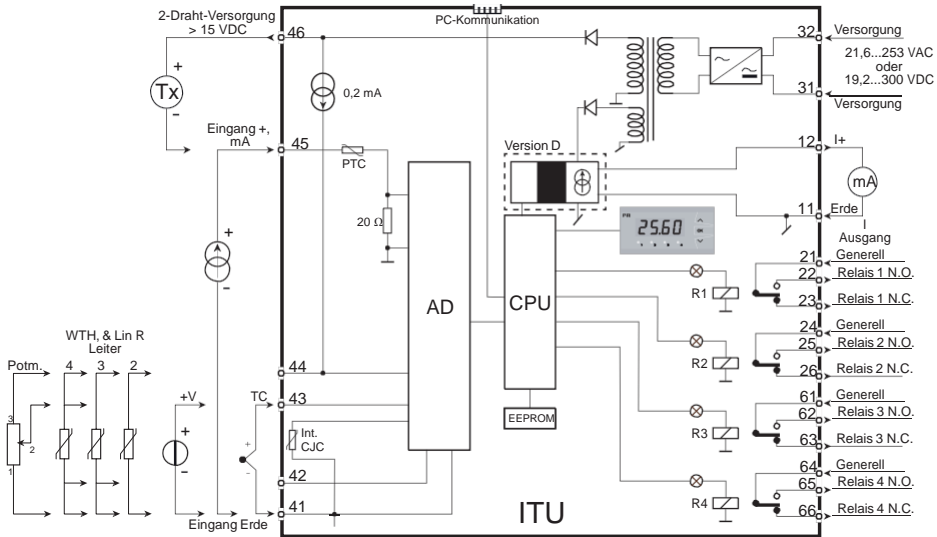 2-Draht-Versorgung
> 15 VDC
PC-Kommunikation
46
32
Versorgung
21,6...253 VAC
oder
19,2...300 VDC
31
Versorgung
+
Tx
-
0,2 mA
Eingang +,
mA
45
PTC
Version D
12
I+
mA
11
Erde
I
Ausgang
20 Ω
PR
25.60
OK
+
-
21
Generell
22
Relais 1 N.O.
R1
23
Relais 1 N.C.
AD
CPU
24
Generell
25
Relais 2 N.O.
R2
26
Relais 2 N.C.
WTH, & Lin R
Leiter
Potm.
4
3
2
44
+V
TC
43
61
Generell
62
Relais 3 N.O.
EEPROM
R3
63
Relais 3 N.C.
3
2
1
+
-
+
-
Int.
CJC
42
64
Generell
65
Relais 4 N.O.
R4
66
Relais 4 N.C.
41
Eingang Erde
ITU